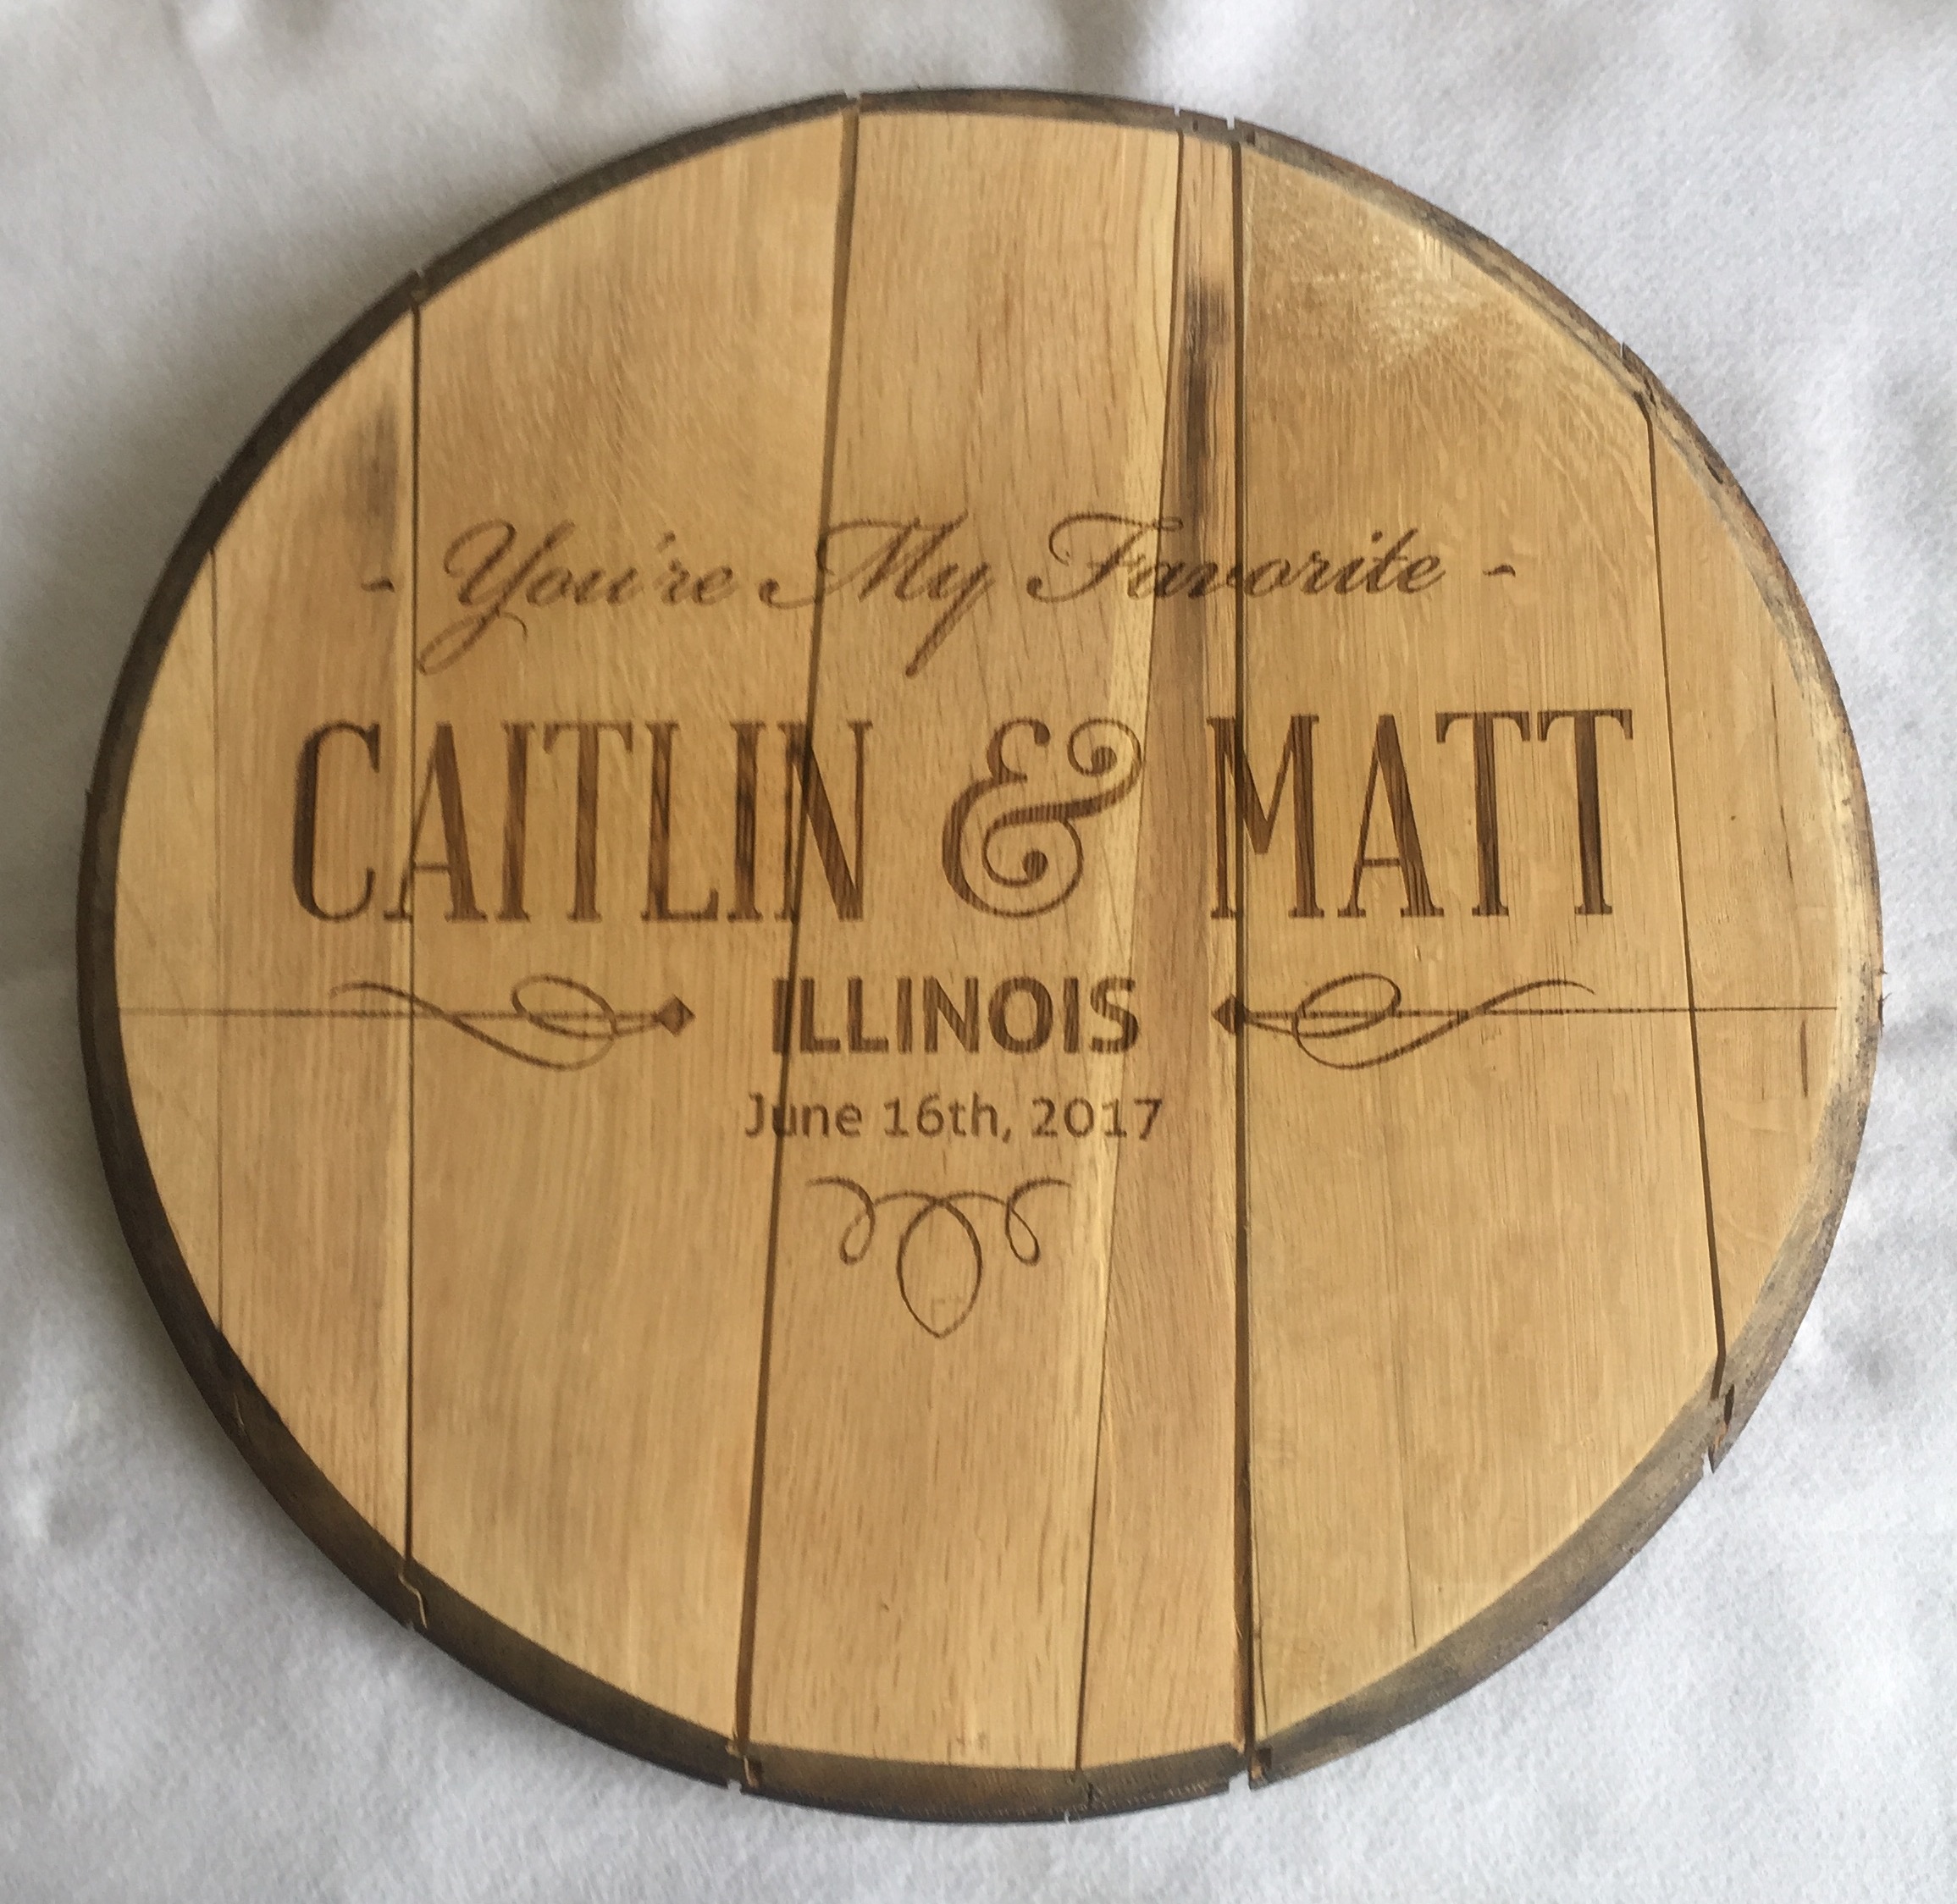 - You're My Favorite -
CAITLIN & MATT
ILLINOIS
June 16th, 2017